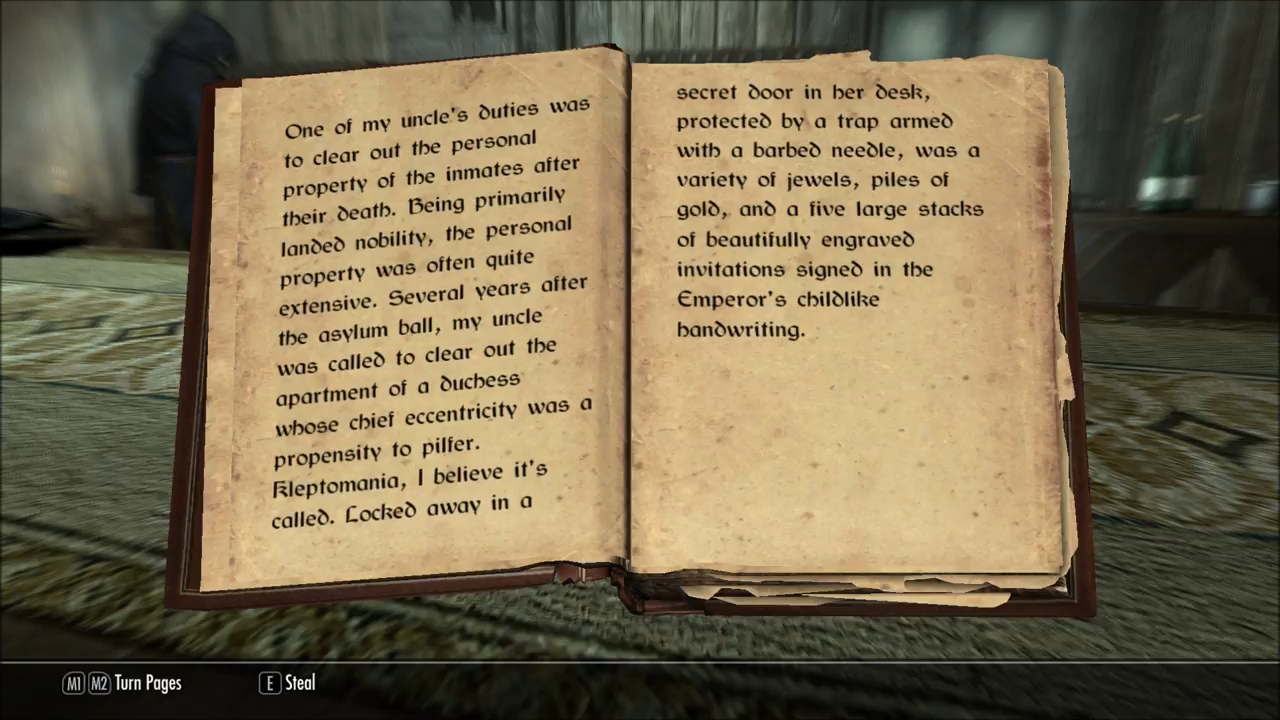 One of my uncle's duties was
to clear out the personal
property of the inmates after
their death. Being primarily
landed nobility, the personal
property was often quite
extensive. Several years after
the asylum ball, my uncle
was called to clear out the
apartment of a duchess
whose chief eccentricity was a
propensity to pilfer.
Kleptomania, I believe it's
called. Locked away in a
secret door in her desk,
protected by a trap armed
with a barbed needle, was a
variety of jewels, piles of
gold, and a five large stacks
of beautifully engraved
invitations signed in the
Emperor's childlike
handwriting.
M1 M2 Turn Pages
E Steal